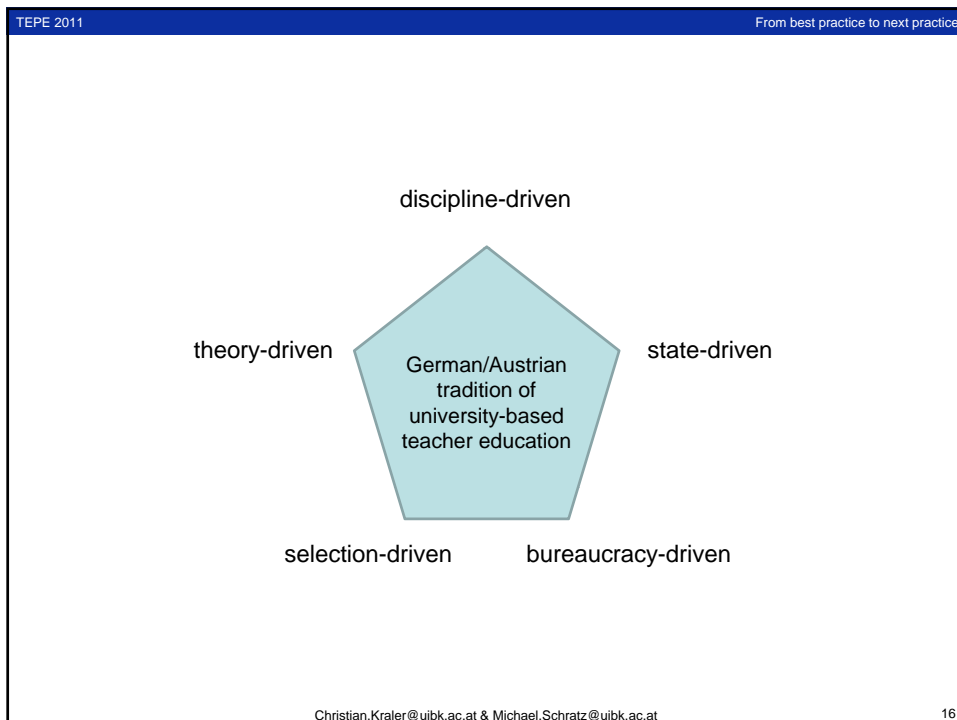 TEPE 2011
From best practice to next practice
discipline-driven
theory-driven
state-driven
German/Austrian
tradition of
university-based
teacher education
selection-driven
bureaucracy-driven
Christian.Kraler@uibk.ac.at & Michael.Schratz@uibk.ac.at
16